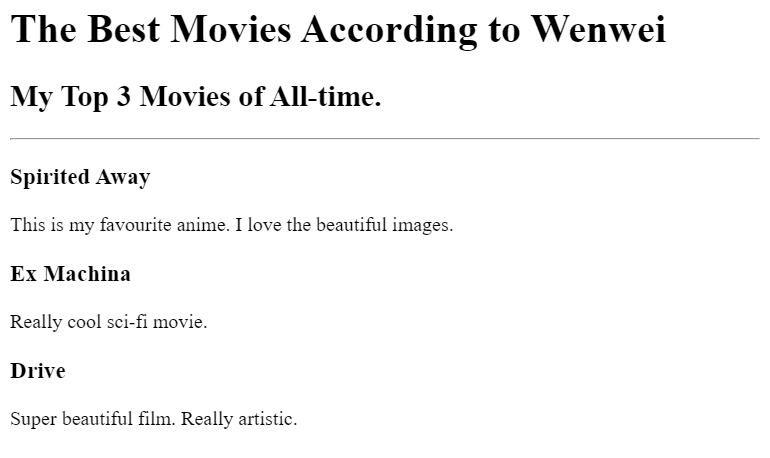 The Best Movies According to Wenwei
My Top 3 Movies of All-time.
Spirited Away
This is my favourite anime. I love the beautiful images.
Ex Machina
Really cool sci-fi movie.
Drive
Super beautiful film. Really artistic.